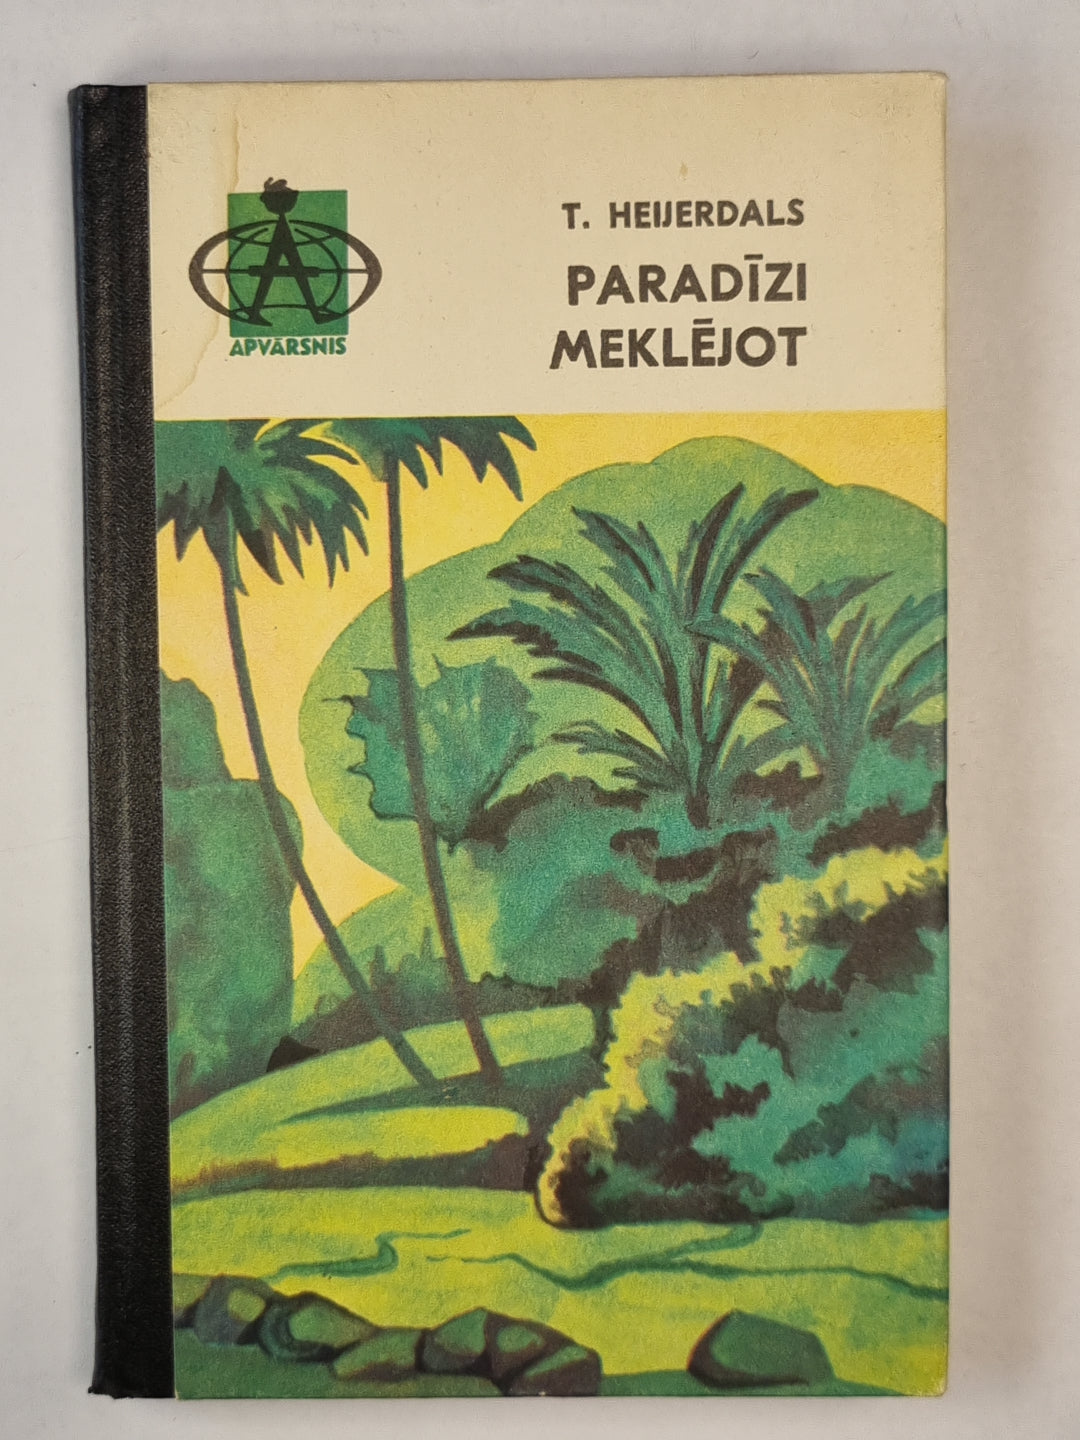 T. HEIJERDALS
PARADĪZI
MEKLĒJOT
APVĀRSNIS